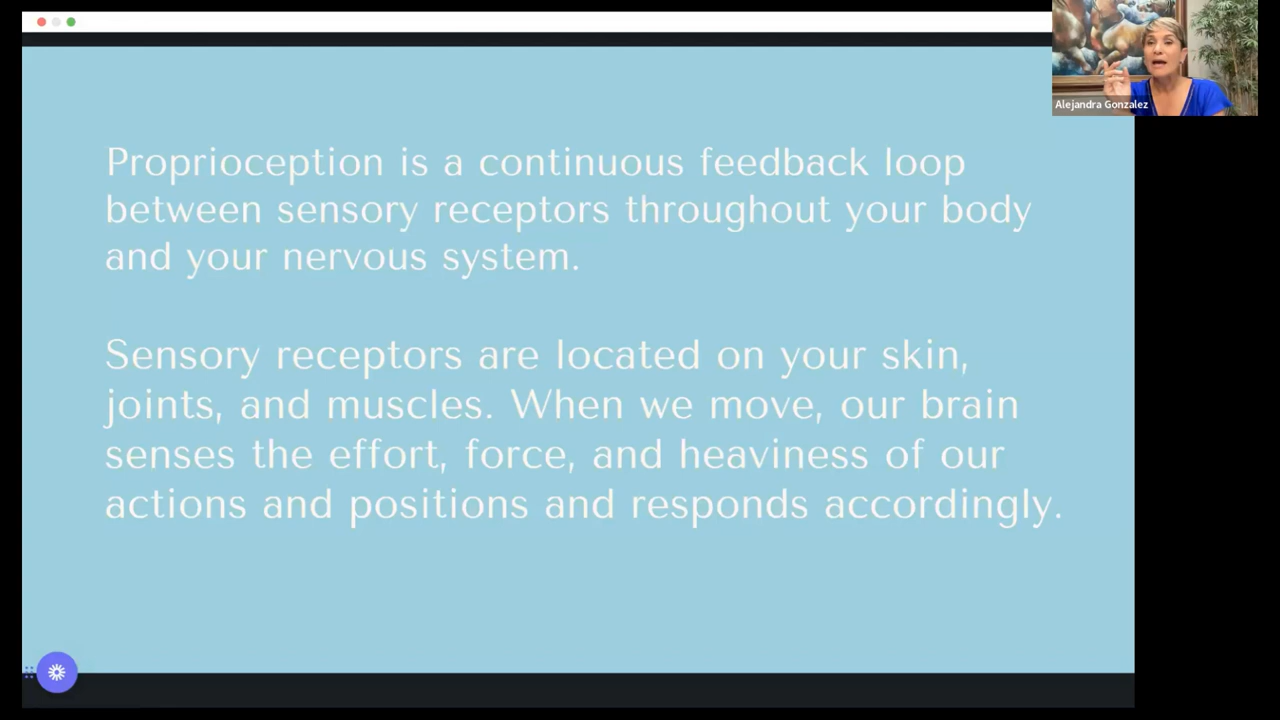 Alejandra Gonzalez
Proprioception is a continuous feedback loop
between sensory receptors throughout your body
and your nervous system.
Sensory receptors are located on your skin,
joints, and muscles. When we move, our brain
senses the effort, force, and heaviness of our
actions and positions and responds accordingly.